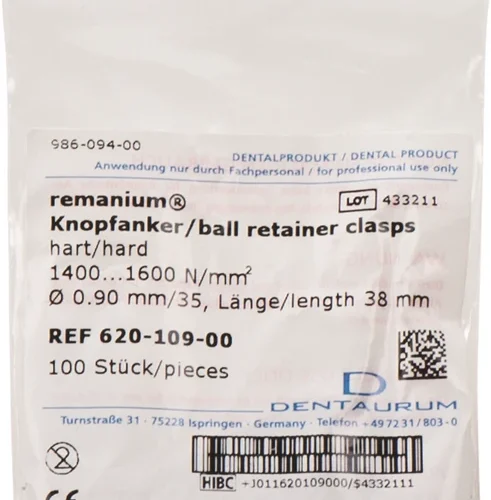 986-094-00
DENTALPRODUKT / DENTAL PRODUCT
Anwendung nur durch Fachpersonal / for professional use only
remanium® LOT 433211
Knopfanker/ball retainer clasps
hart/hard
1400...1600 N/mm²
Ø 0.90 mm/35, Länge/length 38 mm
REF 620-109-00
100 Stück/pieces
D
DENTAURUM
Turnstraße 31 · 75228 Ispringen · Germany · Telefon +497231/803-0
2
HIBC +J011620109000/$4332111
CE